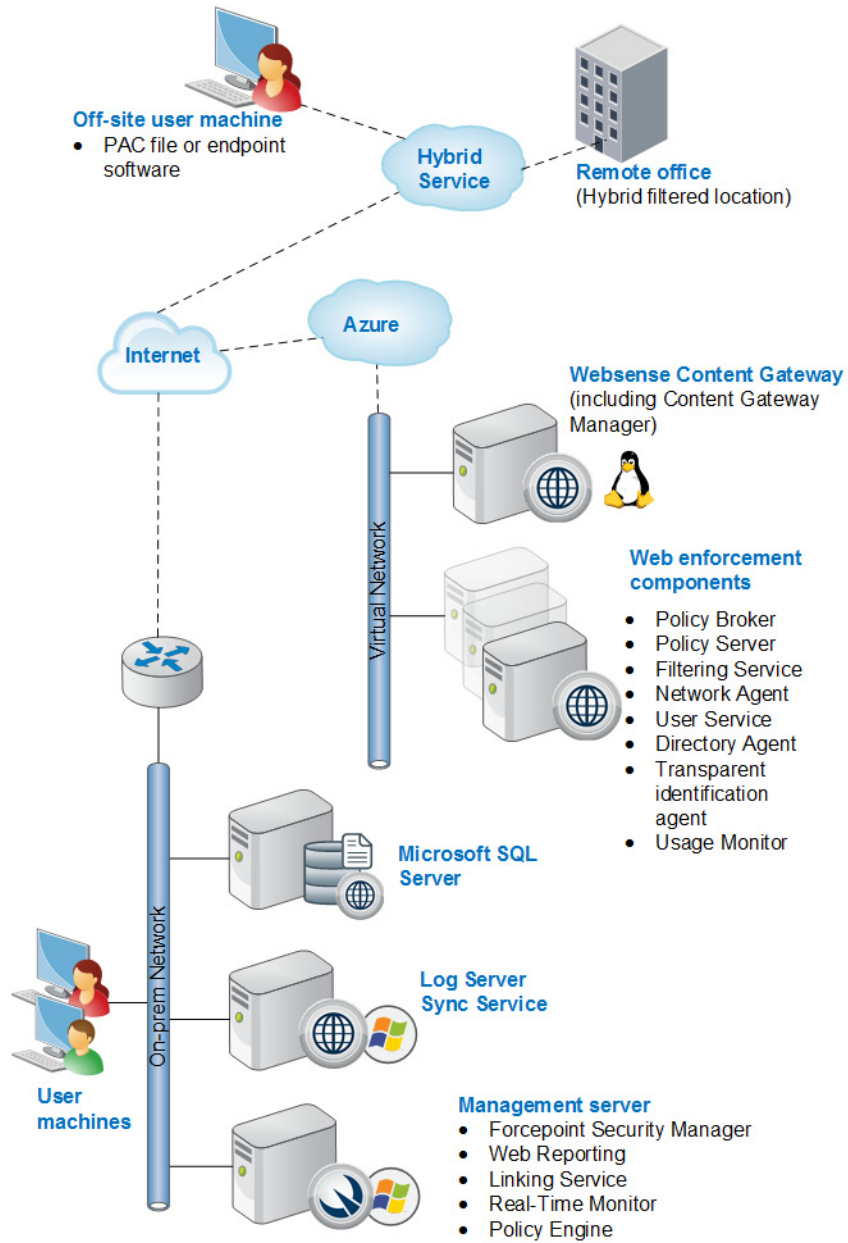 Off-site user machine
• PAC file or endpoint
software
Hybrid
Service
Remote office
(Hybrid filtered location)
Internet
Azure
Websense Content Gateway
(including Content Gateway
Manager)
Virtual Network
Web enforcement
components
• Policy Broker
• Policy Server
• Filtering Service
• Network Agent
• User Service
• Directory Agent
• Transparent
identification
agent
• Usage Monitor
On-prem Network
Microsoft SQL
Server
Log Server
Sync Service
User
machines
Management server
• Forcepoint Security Manager
• Web Reporting
• Linking Service
• Real-Time Monitor
• Policy Engine